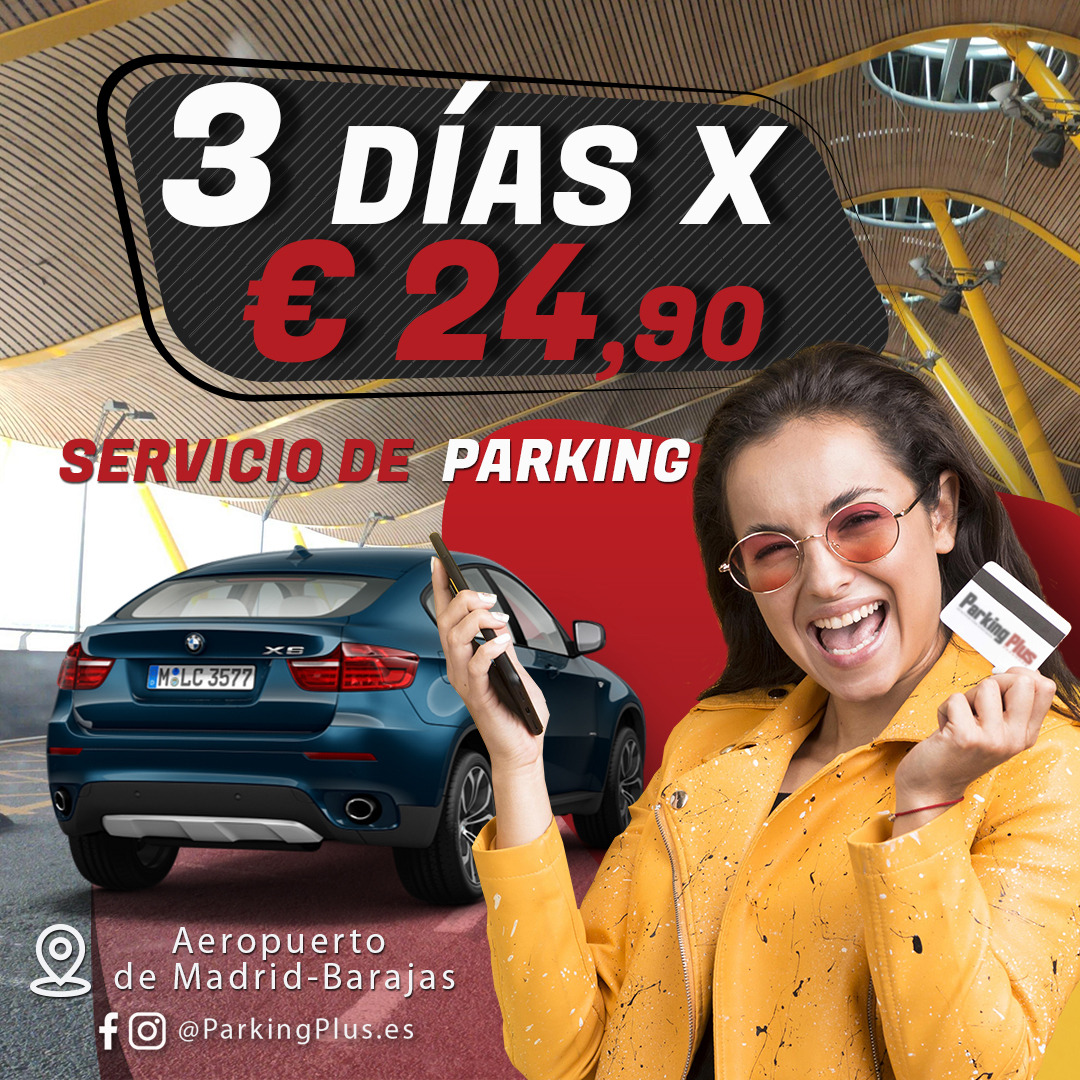 3 DÍAS X
€ 24,90
SERVICIO DE PARKING
ParkingPlus
X6
M LC 3577
Aeropuerto
de Madrid-Barajas
@ParkingPlus.es